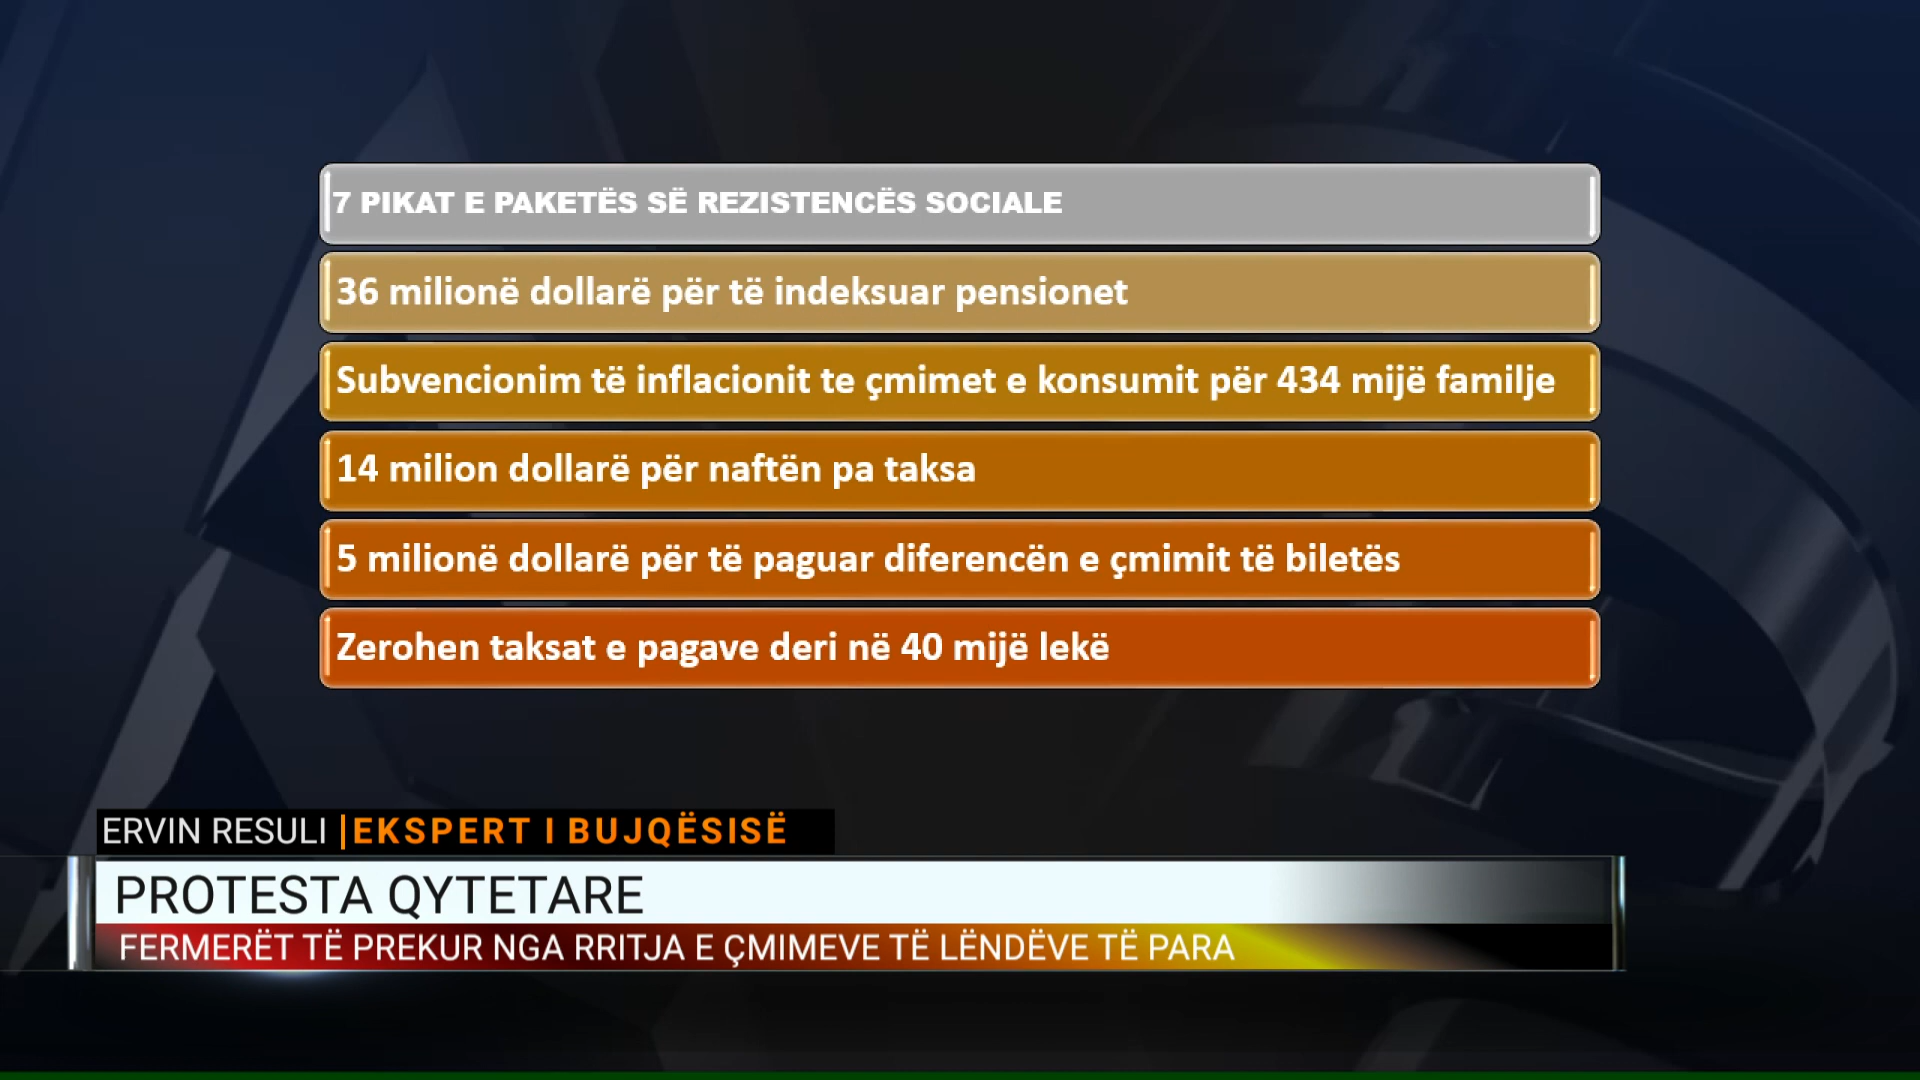 7 PIKAT E PAKETËS SË REZISTENCËS SOCIALE
36 milionë dollarë për të indeksuar pensionet
Subvencionim të inflacionit te çmimet e konsumit për 434 mijë familje
14 milion dollarë për naftën pa taksa
5 milionë dollarë për të paguar diferencën e çmimit të biletës
Zerohen taksat e pagave deri në 40 mijë lekë
ERVIN RESULI | EKSPERT I BUJQËSISË
PROTESTA QYTETARE
FERMERËT TË PREKUR NGA RRITJA E ÇMIMEVE TË LËNDËVE TË PARA